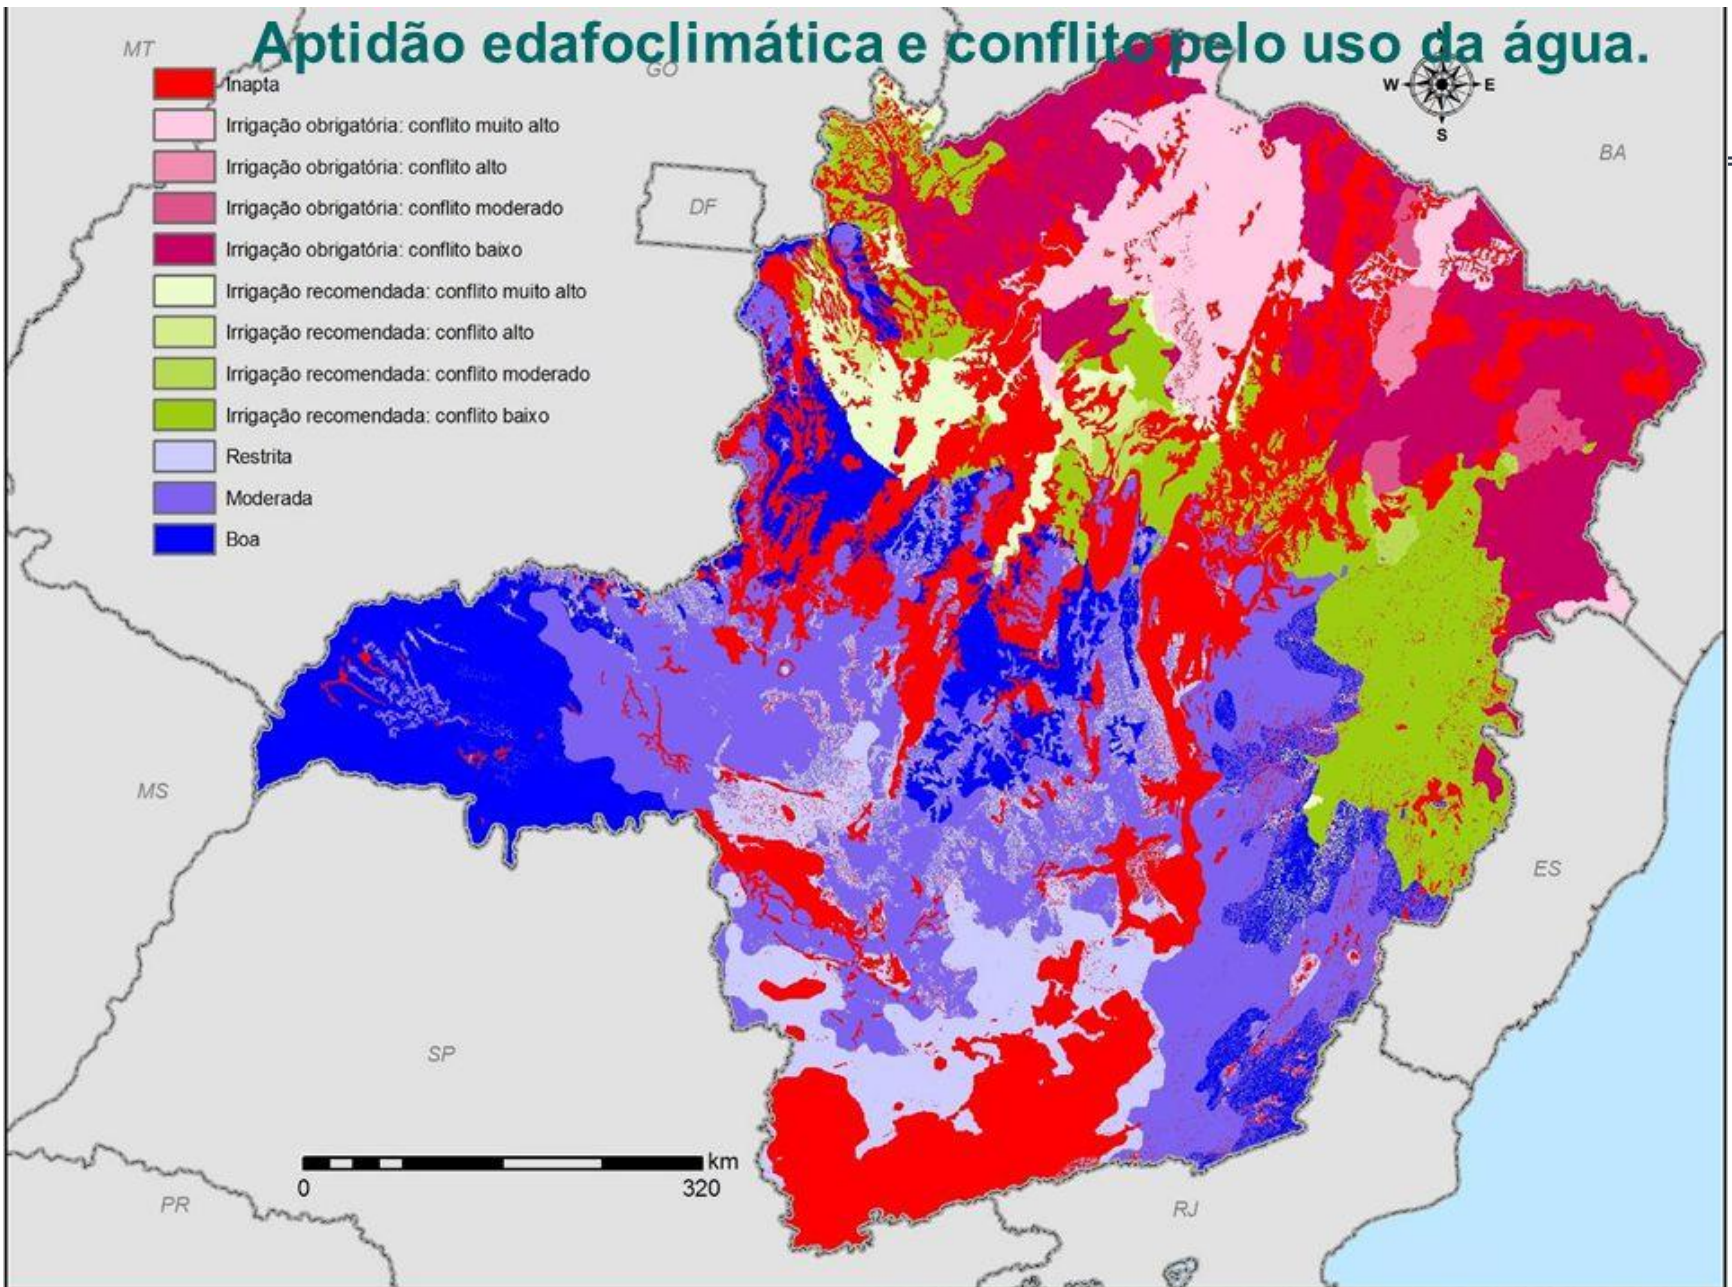 Aptidão edafoclimática e conflito pelo uso da água.
MT
GO
Inapta
Irrigação obrigatória: conflito muito alto
Irrigação obrigatória: conflito alto
Irrigação obrigatória: conflito moderado
Irrigação obrigatória: conflito baixo
Irrigação recomendada: conflito muito alto
Irrigação recomendada: conflito alto
Irrigação recomendada: conflito moderado
Irrigação recomendada: conflito baixo
Restrita
Moderada
Boa
W E
S
BA
DF
MS
ES
SP
km
0 320
PR
RJ